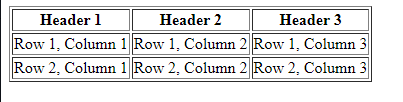 Header 1 Header 2 Header 3
Row 1, Column 1 Row 1, Column 2 Row 1, Column 3
Row 2, Column 1 Row 2, Column 2 Row 2, Column 3